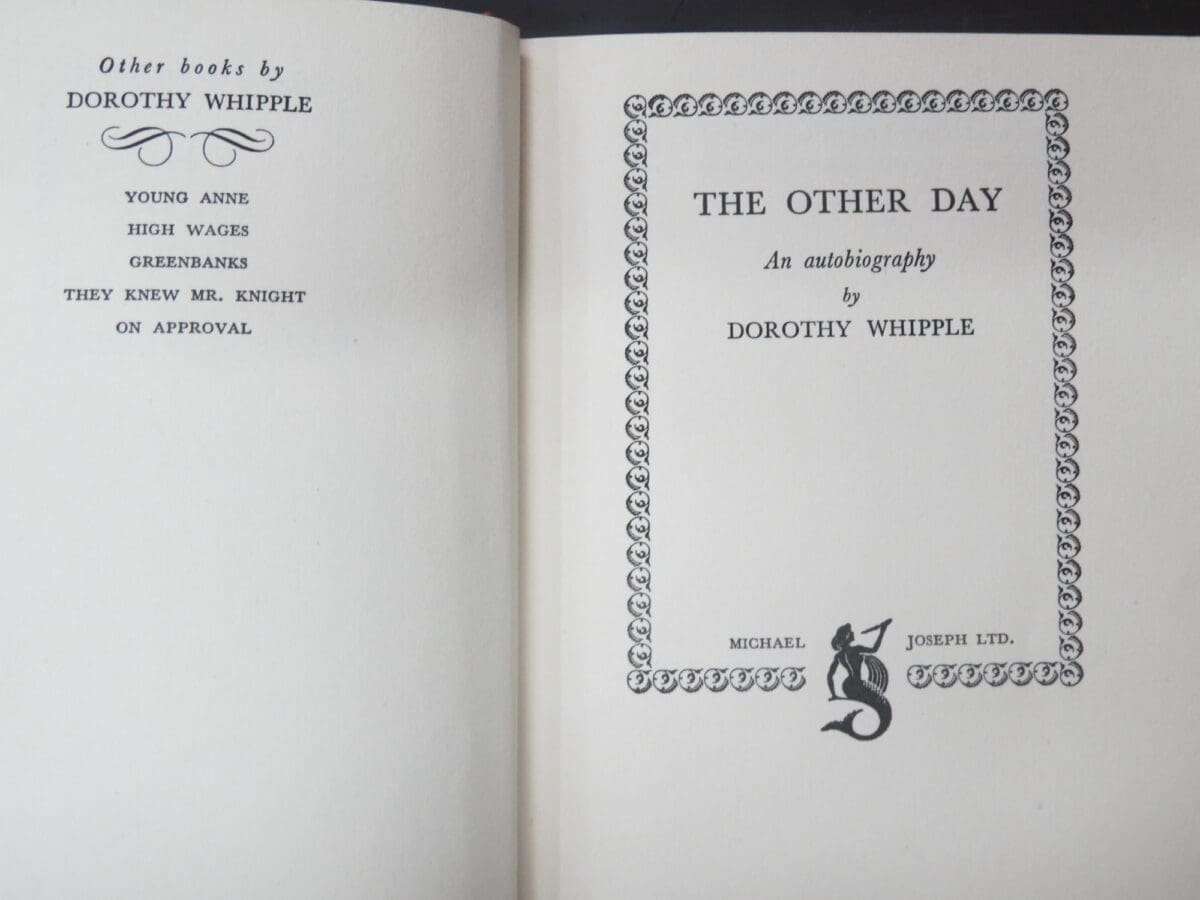 Other books by
DOROTHY WHIPPLE
YOUNG ANNE
HIGH WAGES
GREENBANKS
THEY KNEW MR. KNIGHT
ON APPROVAL
THE OTHER DAY
An autobiography
by
DOROTHY WHIPPLE
MICHAEL JOSEPH LTD.